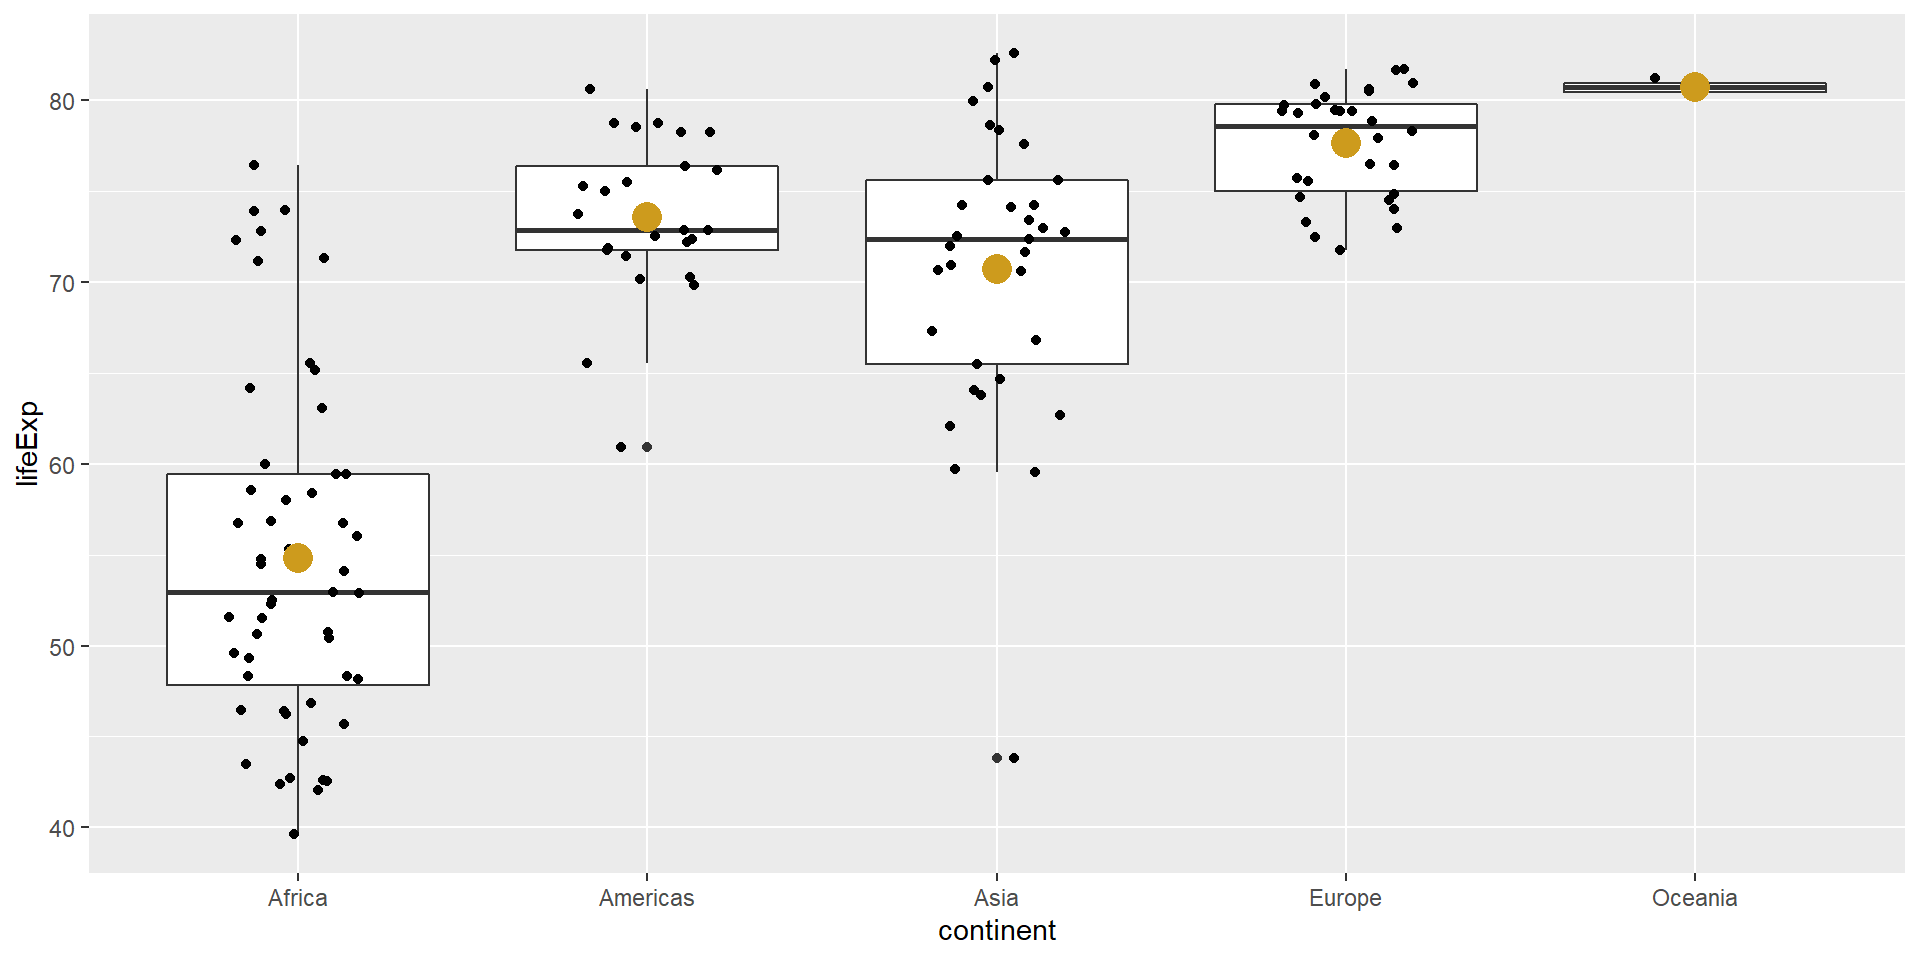 lifeExp
80
70
60
50
40
Africa
Americas
Asia
Europe
Oceania
continent